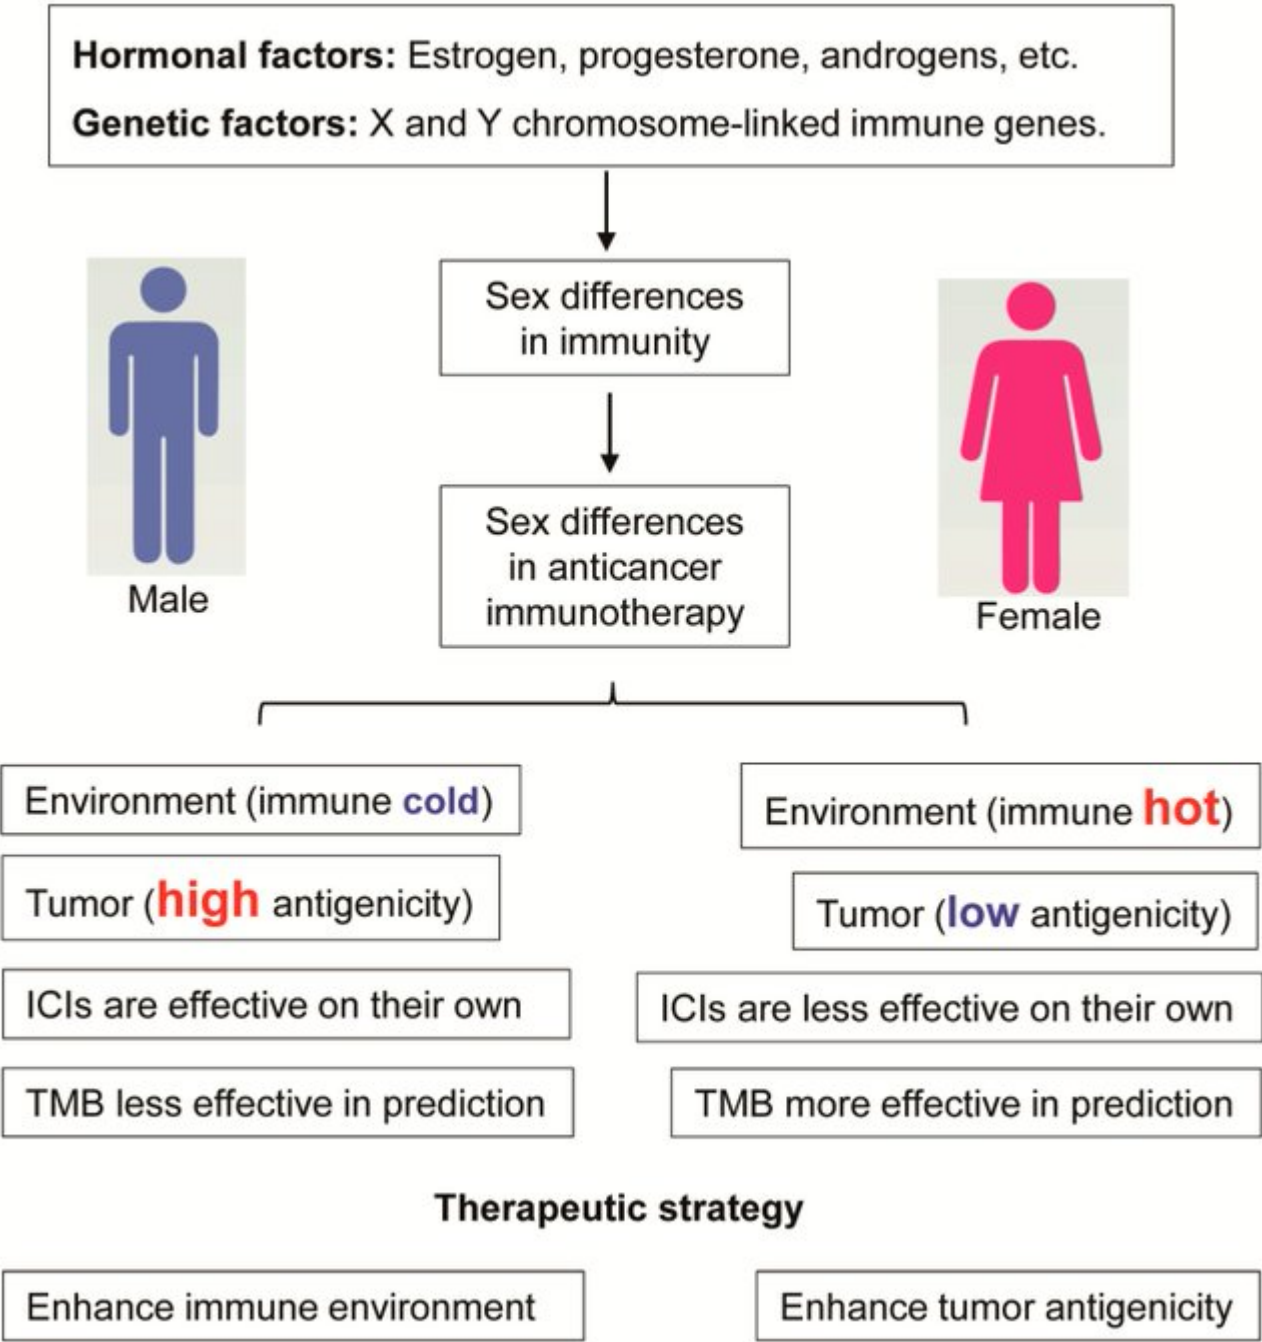 Hormonal factors: Estrogen, progesterone, androgens, etc.
Genetic factors: X and Y chromosome-linked immune genes.
Sex differences
in immunity
Sex differences
in anticancer
immunotherapy
Male
Female
Environment (immune cold)
Tumor (high antigenicity)
ICIs are effective on their own
TMB less effective in prediction
Environment (immune hot)
Tumor (low antigenicity)
ICIs are less effective on their own
TMB more effective in prediction
Therapeutic strategy
Enhance immune environment
Enhance tumor antigenicity